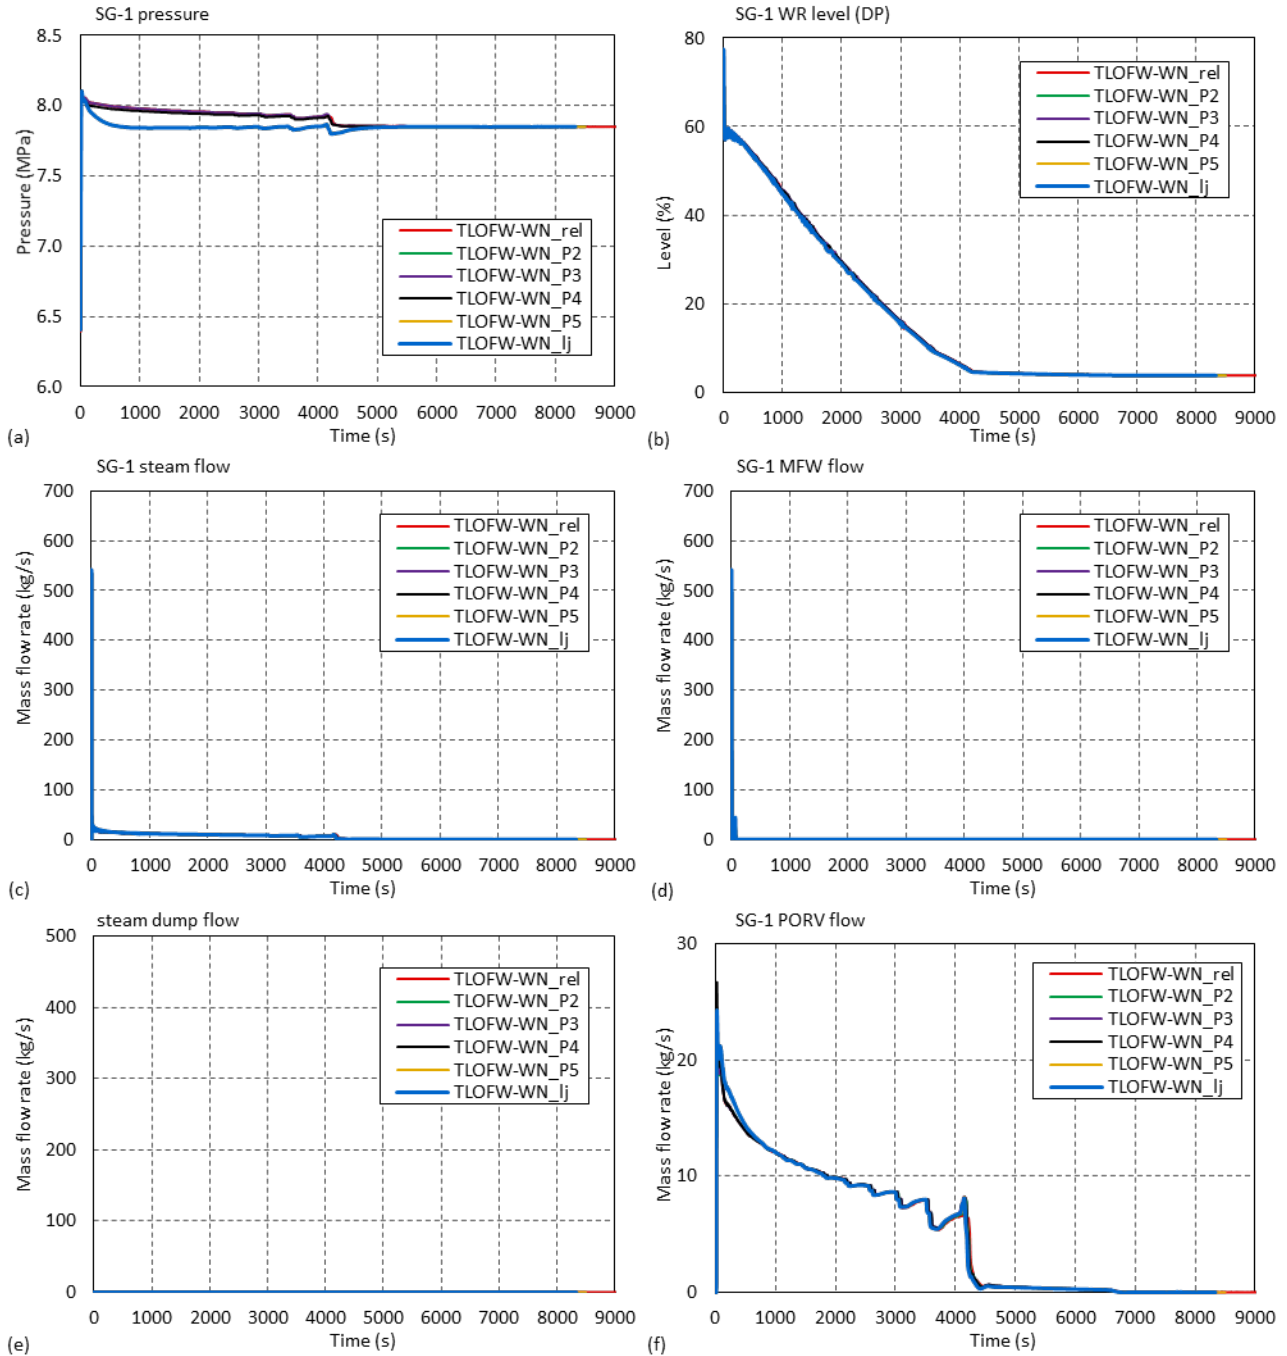 SG-1 pressure
8.5
8.0
7.5
7.0
6.5
6.0
Pressure (MPa)
TLOFW-WN_rel
TLOFW-WN_P2
TLOFW-WN_P3
TLOFW-WN_P4
TLOFW-WN_P5
TLOFW-WN_lj
0 1000 2000 3000 4000 5000 6000 7000 8000 9000
Time (s)
(a)
SG-1 WR level (DP)
80
60
40
20
0
Level (%)
TLOFW-WN_rel
TLOFW-WN_P2
TLOFW-WN_P3
TLOFW-WN_P4
TLOFW-WN_P5
TLOFW-WN_lj
0 1000 2000 3000 4000 5000 6000 7000 8000 9000
Time (s)
(b)
SG-1 steam flow
700
600
500
400
300
200
100
0
Mass flow rate (kg/s)
TLOFW-WN_rel
TLOFW-WN_P2
TLOFW-WN_P3
TLOFW-WN_P4
TLOFW-WN_P5
TLOFW-WN_lj
0 1000 2000 3000 4000 5000 6000 7000 8000 9000
Time (s)
(c)
SG-1 MFW flow
700
600
500
400
300
200
100
0
Mass flow rate (kg/s)
TLOFW-WN_rel
TLOFW-WN_P2
TLOFW-WN_P3
TLOFW-WN_P4
TLOFW-WN_P5
TLOFW-WN_lj
0 1000 2000 3000 4000 5000 6000 7000 8000 9000
Time (s)
(d)
steam dump flow
500
400
300
200
100
0
Mass flow rate (kg/s)
TLOFW-WN_rel
TLOFW-WN_P2
TLOFW-WN_P3
TLOFW-WN_P4
TLOFW-WN_P5
TLOFW-WN_lj
0 1000 2000 3000 4000 5000 6000 7000 8000 9000
Time (s)
(e)
SG-1 PORV flow
30
20
10
0
Mass flow rate (kg/s)
TLOFW-WN_rel
TLOFW-WN_P2
TLOFW-WN_P3
TLOFW-WN_P4
TLOFW-WN_P5
TLOFW-WN_lj
0 1000 2000 3000 4000 5000 6000 7000 8000 9000
Time (s)
(f)